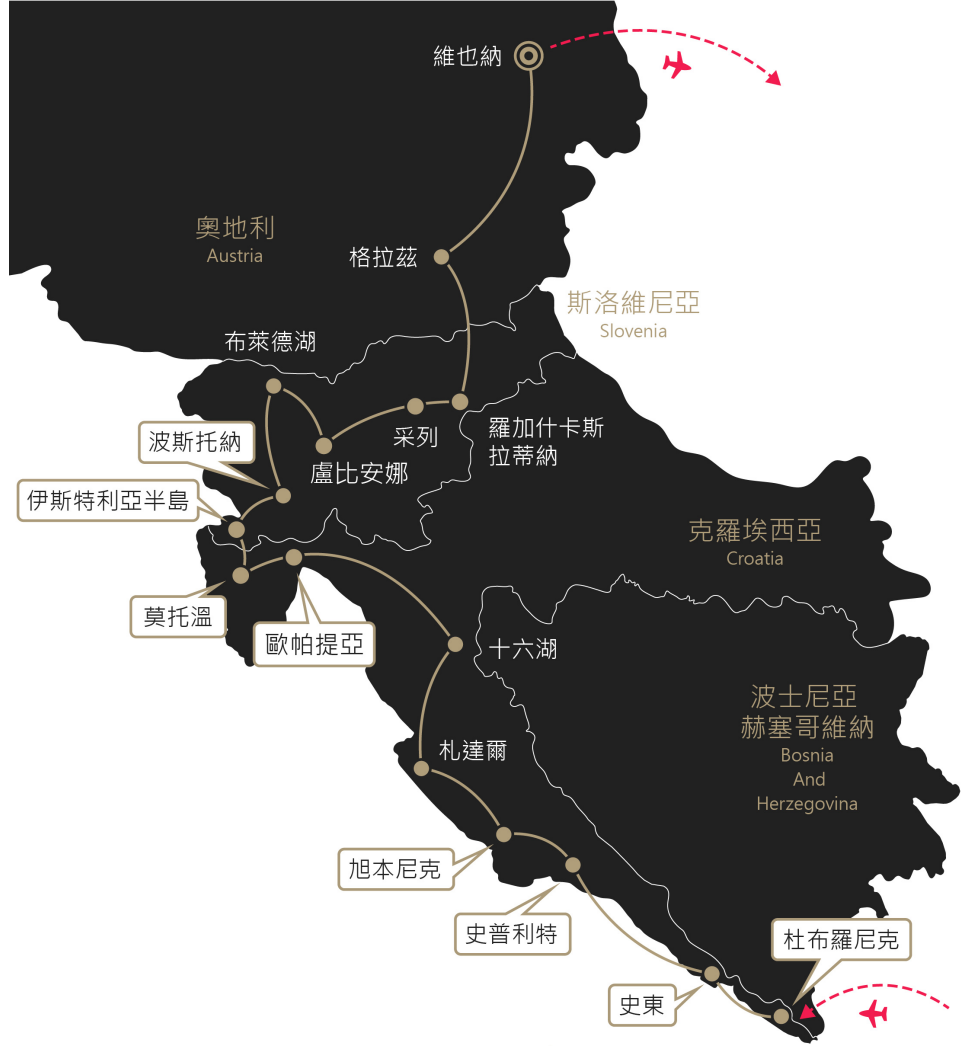 維也納
奧地利
Austria
格拉茲
斯洛維尼亞
Slovenia
布萊德湖
采列
羅加什卡斯
拉蒂納
波斯托納
盧比安娜
伊斯特利亞半島
克羅埃西亞
Croatia
莫托溫
歐帕提亞
十六湖
波士尼亞
赫塞哥維納
Bosnia
And
Herzegovina
札達爾
旭本尼克
史普利特
杜布羅尼克
史東